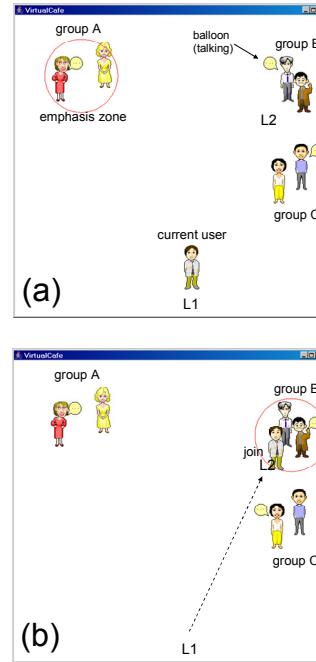 VirtualCafe
group A
balloon
(talking)
group B
emphasis zone
L2
group C
current user
(a)
L1
VirtualCafe
group A
group B
join
L2
group C
(b)
L1